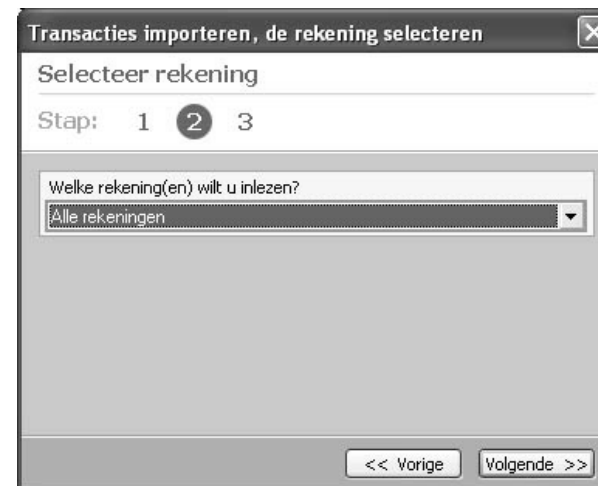 Transacties importeren, de rekening selecteren
Selecteer rekening
Stap: 1 2 3
Welke rekening(en) wilt u inlezen?
Alle rekeningen
<< Vorige Volgende >>